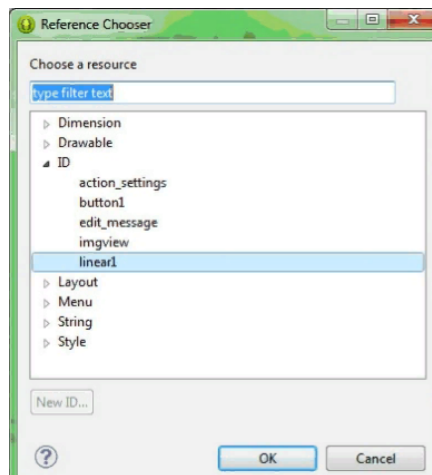 Reference Chooser
Choose a resource
type filter text
Dimension
Drawable
ID
action_settings
button1
edit_message
imgview
linear1
Layout
Menu
String
Style
New ID...
?
OK
Cancel